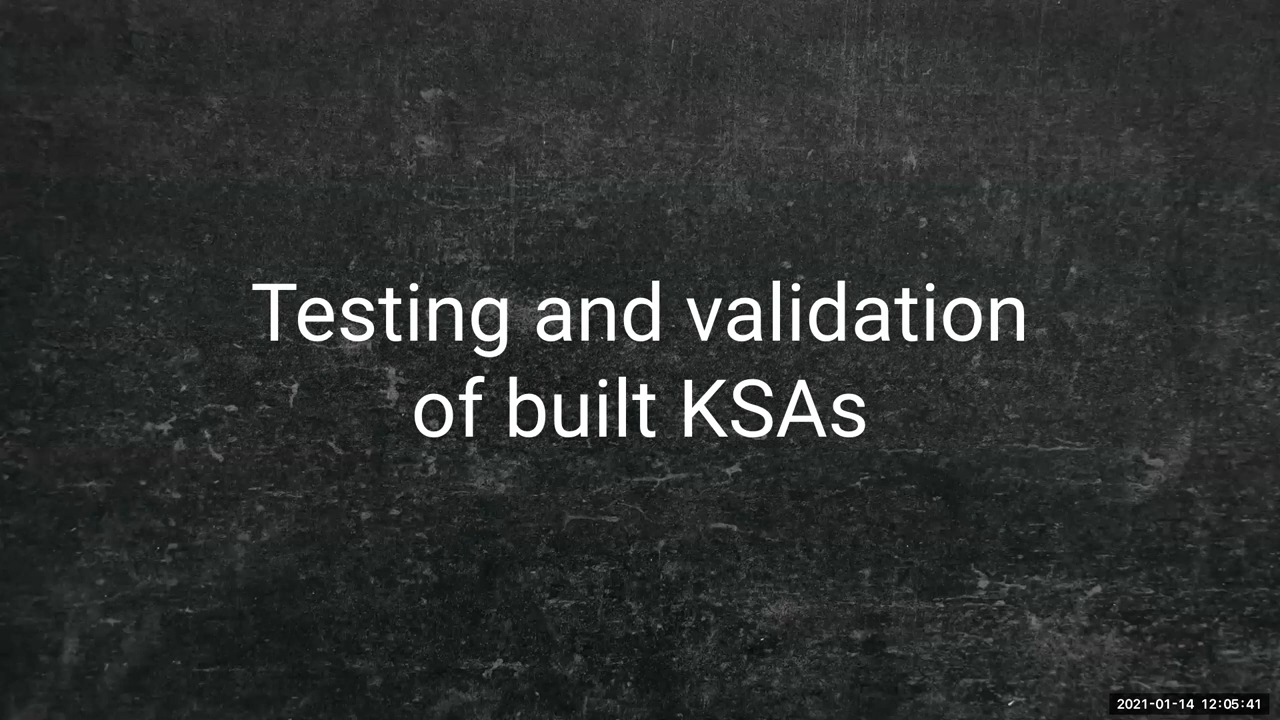 Testing and validation
of built KSAs
2021-01-14 12:05:41